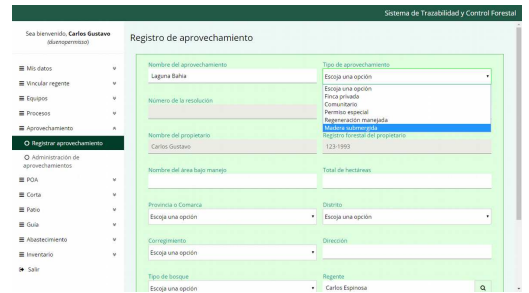 Sistema de Trazabilidad y Control Forestal
Sea bienvenido, Carlos Gustavo
(duenopermiso)
Mis datos
Vincular regente
Equipos
Procesos
Aprovechamiento
Registrar aprovechamiento
Administración de
aprovechamientos
POA
Corta
Patio
Guía
Abastecimiento
Inventario
Salir
Registro de aprovechamiento
Nombre del aprovechamiento
Laguna Bahia
Tipo de aprovechamiento
Escoja una opción
Escoja una opción
Finca privada
Comunitario
Permiso especial
Regeneración manejada
Madera submergida
Número de la resolución
Nombre del propietario
Carlos Gustavo
Registro forestal del propietario
123-1993
Nombre del área bajo manejo
Total de hectáreas
Provincia o Comarca
Escoja una opción
Distrito
Escoja una opción
Corregimiento
Escoja una opción
Dirección
Tipo de bosque
Escoja una opción
Regente
Carlos Espinosa